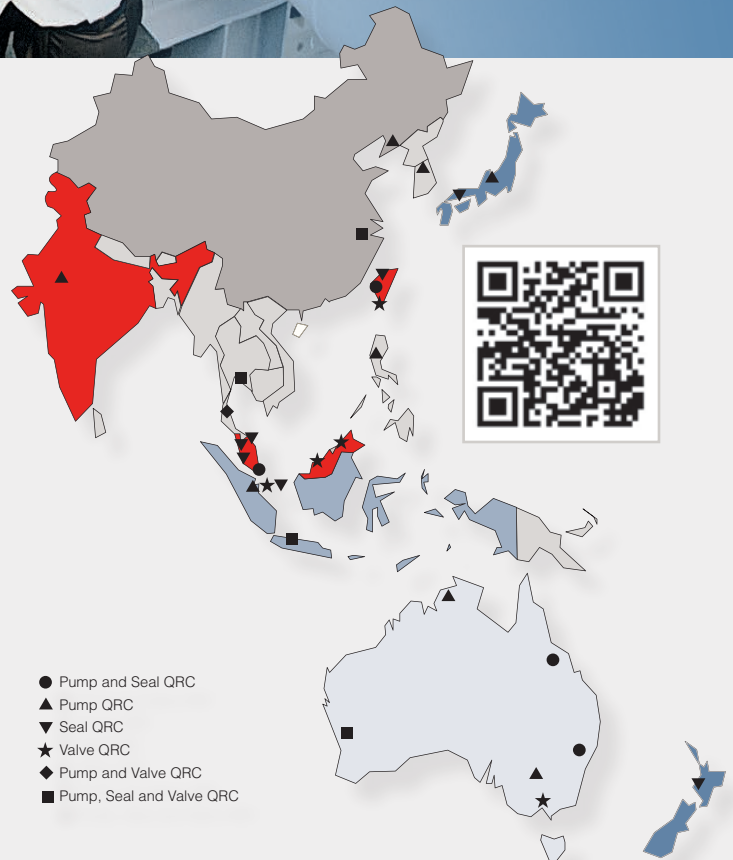 Pump and Seal QRC
Pump QRC
Seal QRC
Valve QRC
Pump and Valve QRC
Pump, Seal and Valve QRC